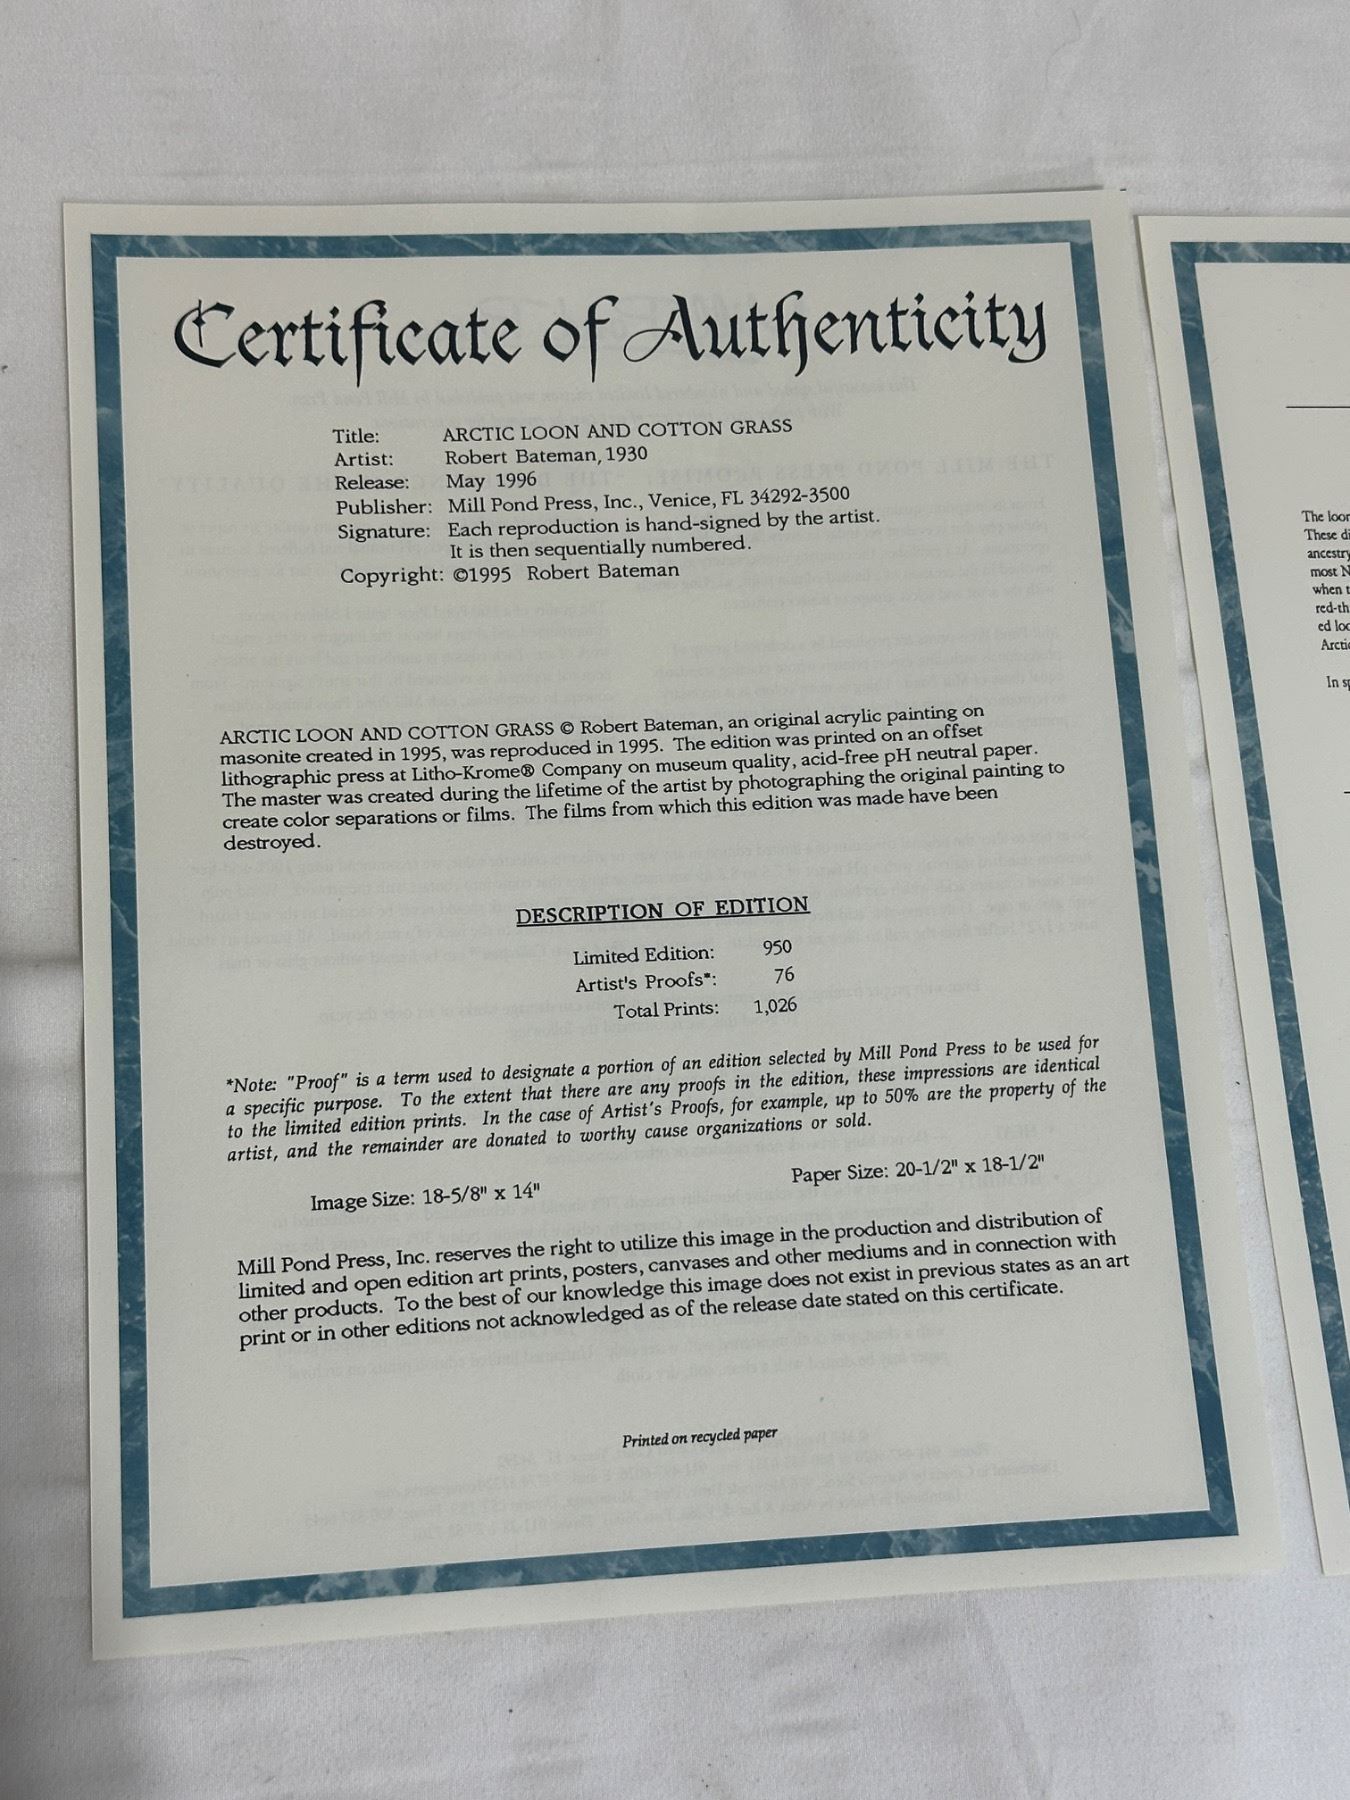 Certificate of Authenticity
Title: ARCTIC LOON AND COTTON GRASS
Artist: Robert Bateman, 1930
Release: May 1996
Publisher: Mill Pond Press, Inc., Venice, FL 34292-3500
Signature: Each reproduction is hand-signed by the artist.
It is then sequentially numbered.
Copyright: ©1995 Robert Bateman
ARCTIC LOON AND COTTON GRASS © Robert Bateman, an original acrylic painting on
masonite created in 1995, was reproduced in 1995. The edition was printed on an offset
lithographic press at Litho-Krome® Company on museum quality, acid-free pH neutral paper.
The master was created during the lifetime of the artist by photographing the original painting to
create color separations or films. The films from which this edition was made have been
destroyed.
DESCRIPTION OF EDITION
Limited Edition: 950
Artist's Proofs*: 76
Total Prints: 1,026
*Note: "Proof" is a term used to designate a portion of an edition selected by Mill Pond Press to be used for
a specific purpose. To the extent that there are any proofs in the edition, these impressions are identical
to the limited edition prints. In the case of Artist's Proofs, for example, up to 50% are the property of the
artist, and the remainder are donated to worthy cause organizations or sold.
Image Size: 18-5/8" x 14" Paper Size: 20-1/2" x 18-1/2"
Mill Pond Press, Inc. reserves the right to utilize this image in the production and distribution of
limited and open edition art prints, posters, canvases and other mediums and in connection with
other products. To the best of our knowledge this image does not exist in previous states as an art
print or in other editions not acknowledged as of the release date stated on this certificate.
Printed on recycled paper
The loon
These di
ancestry
most N
when t
red-th
ed loo
Arctic
In sp